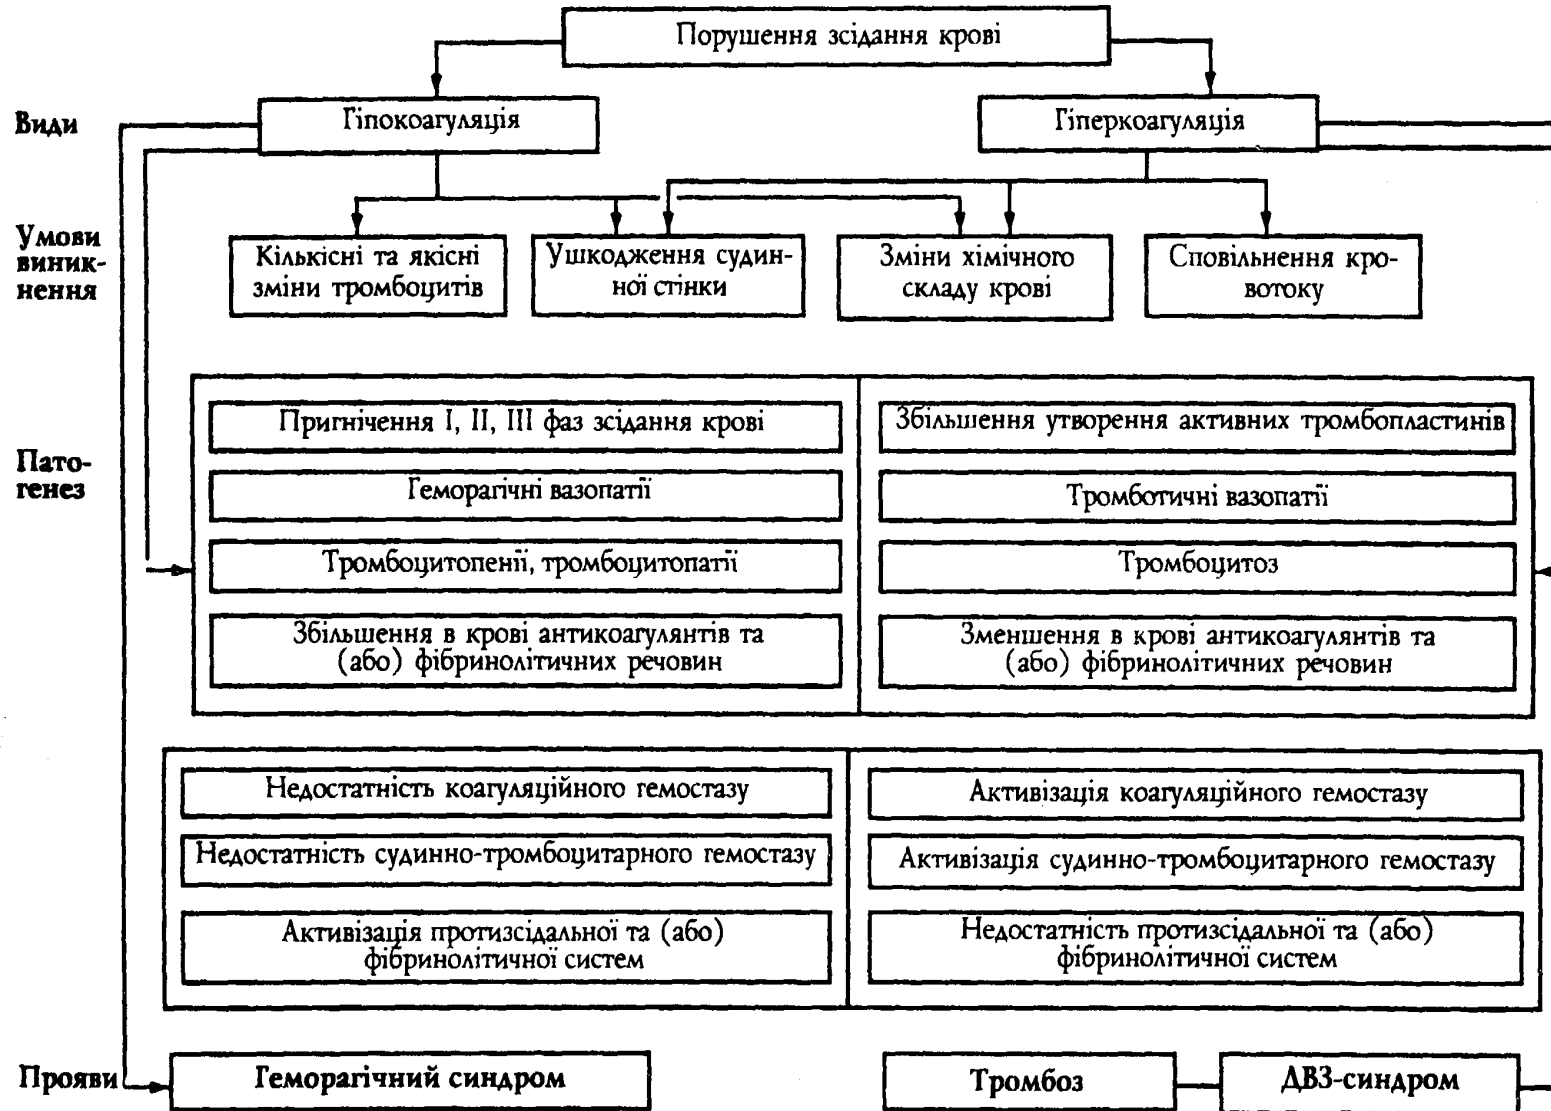 Порушення зсідання крові
Види
Гіпокоагуляція
Гіперкоагуляція
Умови
виник-
нення
Кількісні та якісні
зміни тромбоцитів
Ушкодження судин-
ної стінки
Зміни хімічного
складу крові
Сповільнення кро-
вотоку
Пато-
генез
Пригнічення I, II, III фаз зсідання крові
Геморагічні вазопатії
Тромбоцитопенії, тромбоцитопатії
Збільшення в крові антикоагулянтів та
(або) фібринолітичних речовин
Збільшення утворення активних тромбопластинів
Тромботичні вазопатії
Тромбоцитоз
Зменшення в крові антикоагулянтів та
(або) фібринолітичних речовин
Недостатність коагуляційного гемостазу
Недостатність судинно-тромбоцитарного гемостазу
Активізація протизсідальної та (або)
фібринолітичної систем
Активізація коагуляційного гемостазу
Активізація судинно-тромбоцитарного гемостазу
Недостатність протизсідальної та (або)
фібринолітичної систем
Прояви
Геморагічний синдром
Тромбоз
ДВЗ-синдром